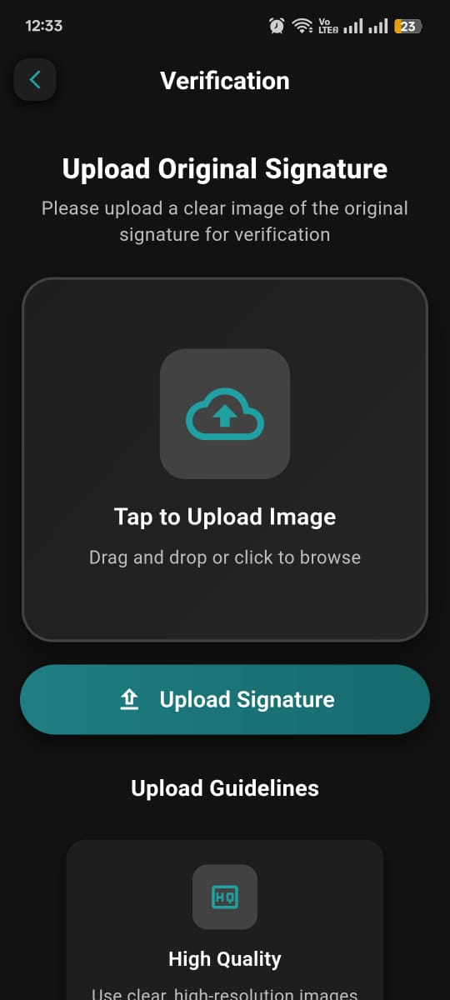 12:33
Vo
LTE
23
Verification
Upload Original Signature
Please upload a clear image of the original
signature for verification
Tap to Upload Image
Drag and drop or click to browse
Upload Signature
Upload Guidelines
HQ
High Quality
Use clear, high-resolution images